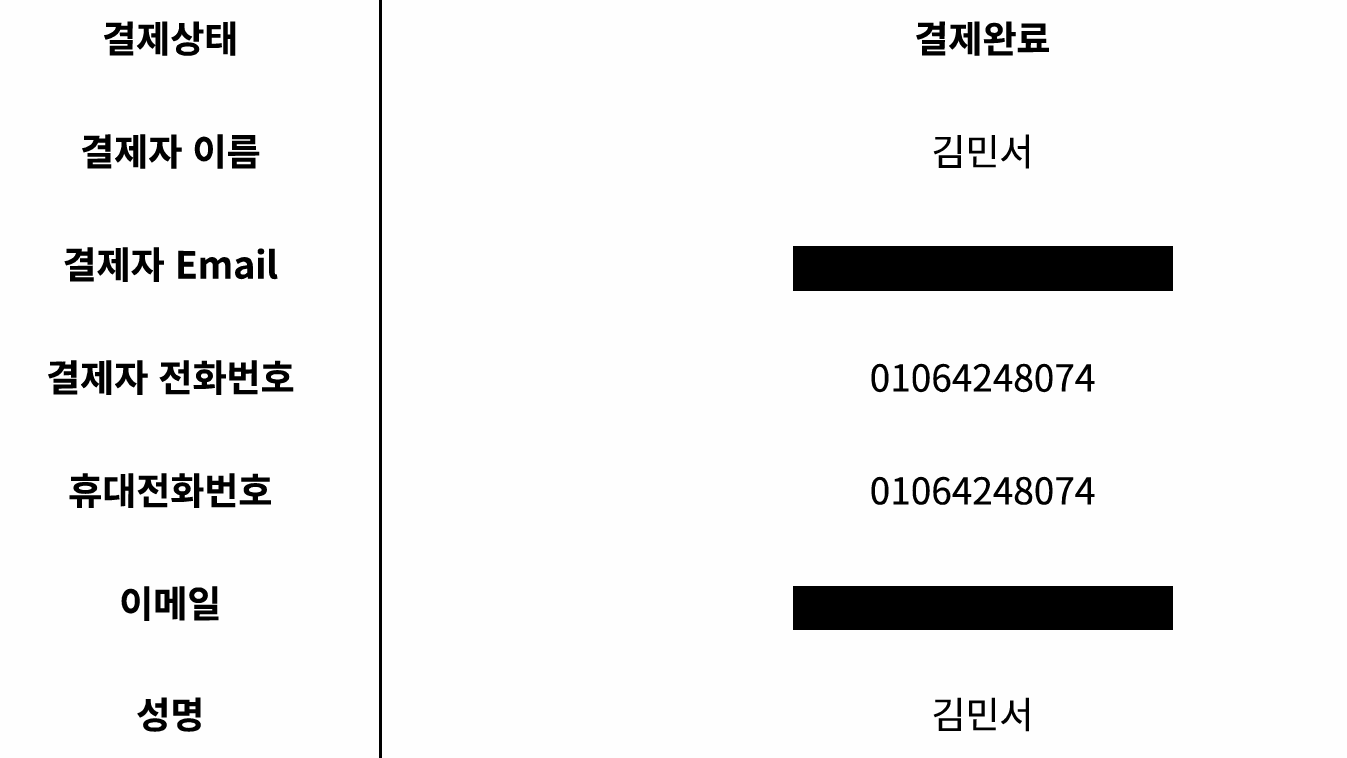 결제상태 결제완료
결제자 이름 김민서
결제자 Email
결제자 전화번호 01064248074
휴대전화번호 01064248074
이메일
성명 김민서